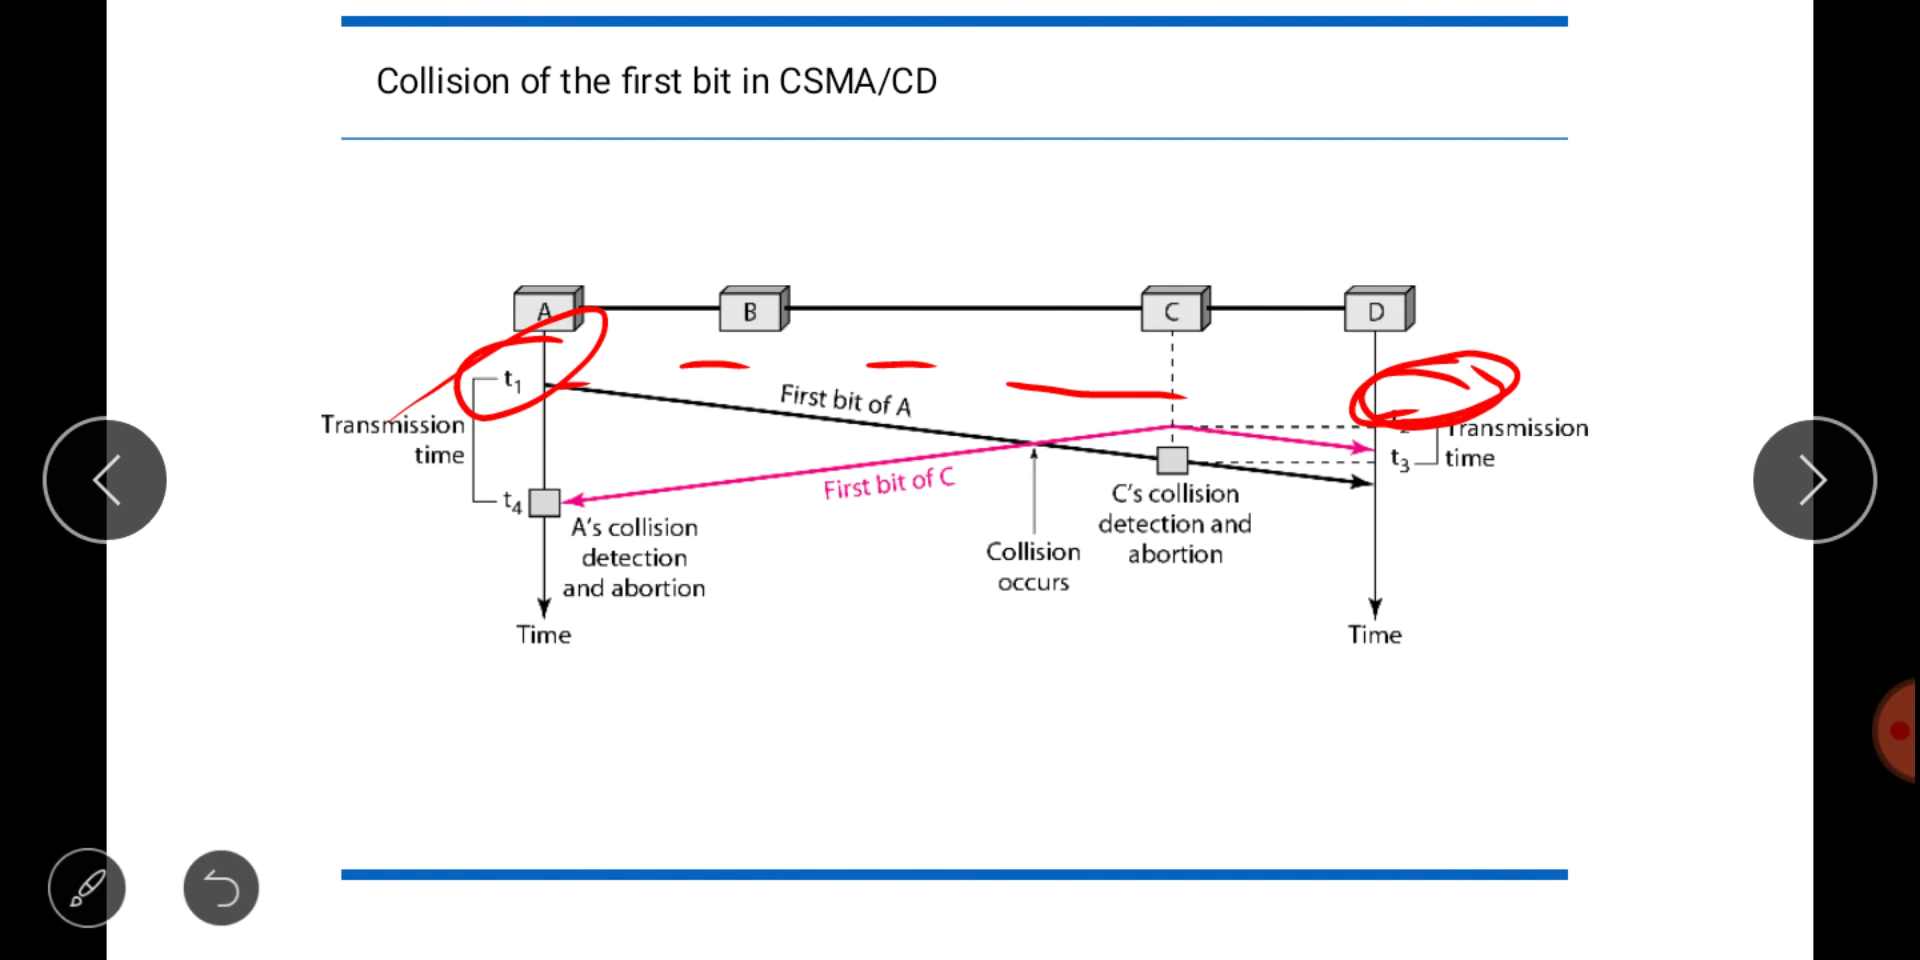 Collision of the first bit in CSMA/CD
A
B
C
D
t1
First bit of A
Transmission
time
Transmission
time
t3
First bit of C
t4
C's collision
detection and
abortion
A's collision
detection
and abortion
Collision
occurs
Time
Time